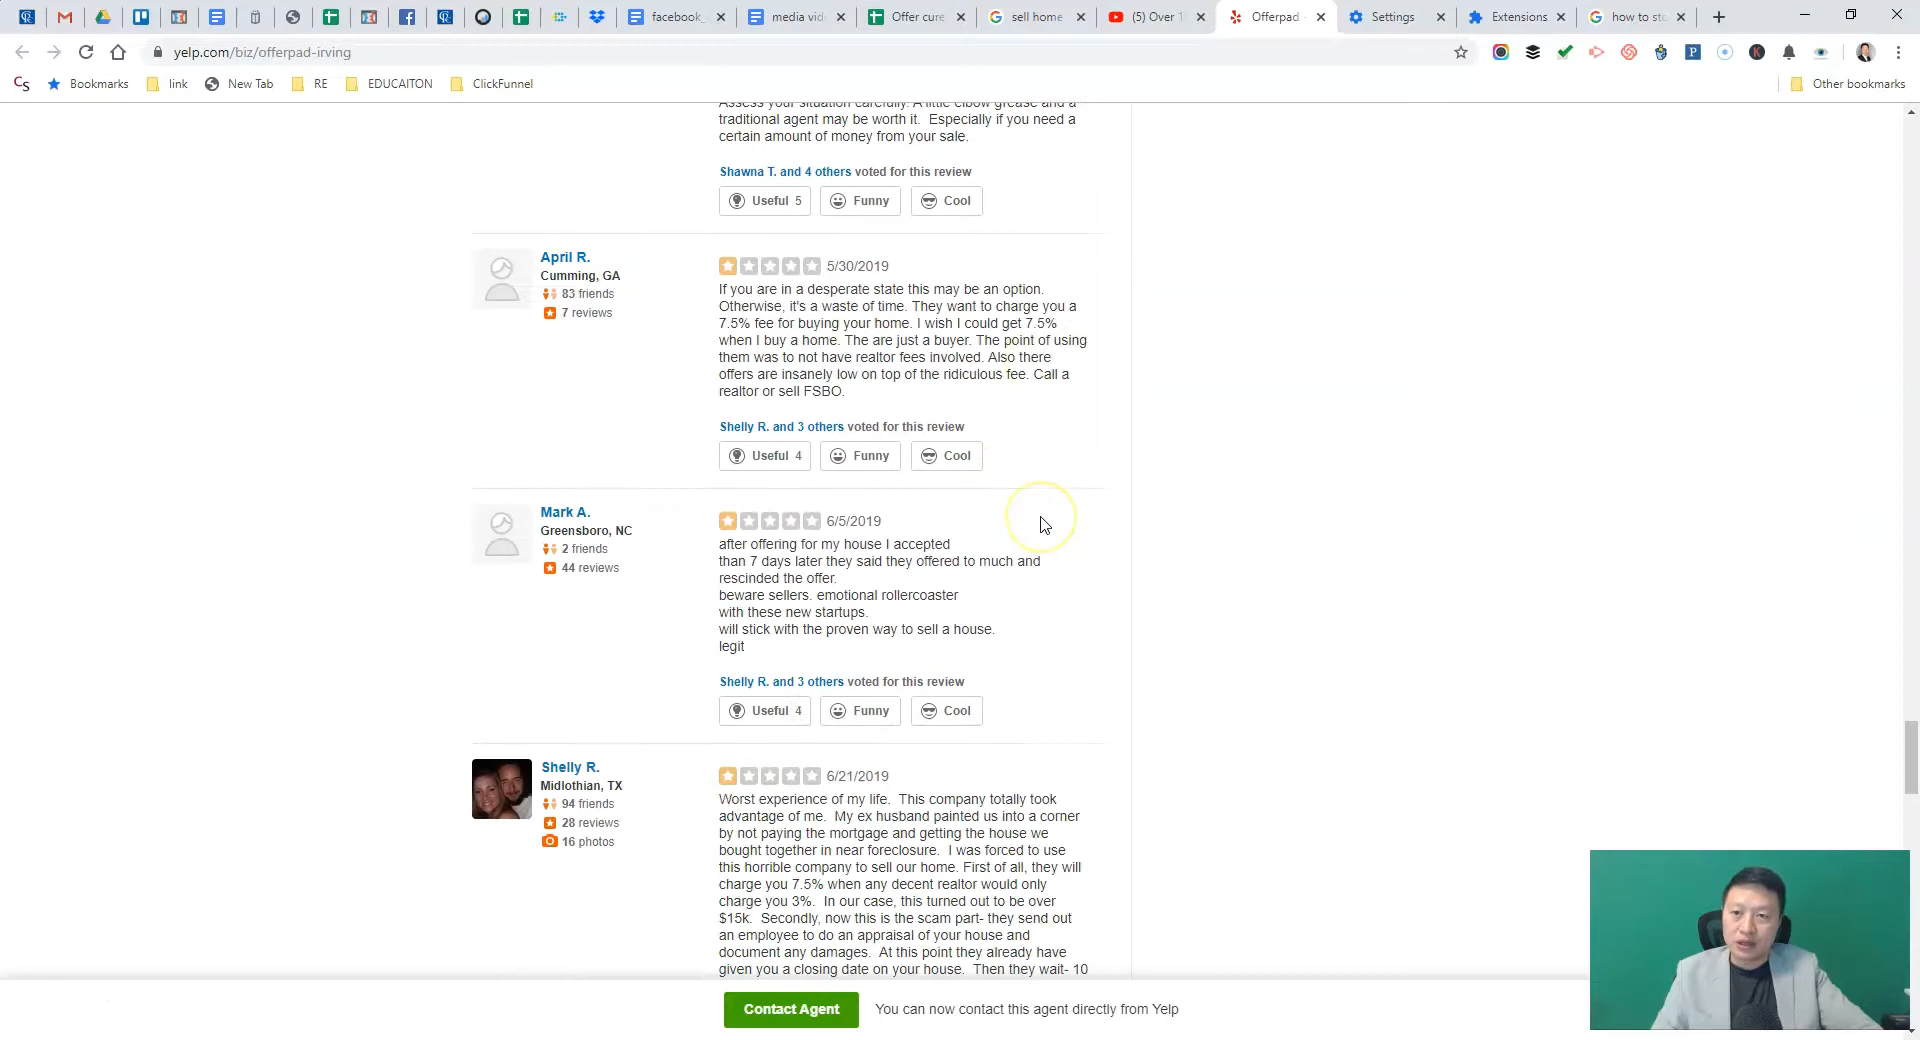 facebook_
media vid
Offer cure
sell home
(5) Over 1
Offerpad
Settings
Extensions
how to sto
yelp.com/biz/offerpad-irving
Bookmarks
link
New Tab
RE
EDUCAITON
ClickFunnel
Other bookmarks
Assess your situation carefully. A little elbow grease and a
traditional agent may be worth it.  Especially if you need a
certain amount of money from your sale.
Shawna T. and 4 others voted for this review
Useful 5
Funny
Cool
April R.
Cumming, GA
83 friends
7 reviews
5/30/2019
If you are in a desperate state this may be an option.
Otherwise, it's a waste of time. They want to charge you a
7.5% fee for buying your home. I wish I could get 7.5%
when I buy a home. The are just a buyer. The point of using
them was to not have realtor fees involved. Also there
offers are insanely low on top of the ridiculous fee. Call a
realtor or sell FSBO.
Shelly R. and 3 others voted for this review
Useful 4
Funny
Cool
Mark A.
Greensboro, NC
2 friends
44 reviews
6/5/2019
after offering for my house I accepted
than 7 days later they said they offered to much and
rescinded the offer.
beware sellers. emotional rollercoaster
with these new startups.
will stick with the proven way to sell a house.
legit
Shelly R. and 3 others voted for this review
Useful 4
Funny
Cool
Shelly R.
Midlothian, TX
94 friends
28 reviews
16 photos
6/21/2019
Worst experience of my life.  This company totally took
advantage of me.  My ex husband painted us into a corner
by not paying the mortgage and getting the house we
bought together in near foreclosure.  I was forced to use
this horrible company to sell our home. First of all, they will
charge you 7.5% when any decent realtor would only
charge you 3%.  In our case, this turned out to be over
$15k.  Secondly, now this is the scam part- they send out
an employee to do an appraisal of your house and
document any damages.  At this point they already have
given you a closing date on your house.  Then they wait- 10
Contact Agent
You can now contact this agent directly from Yelp